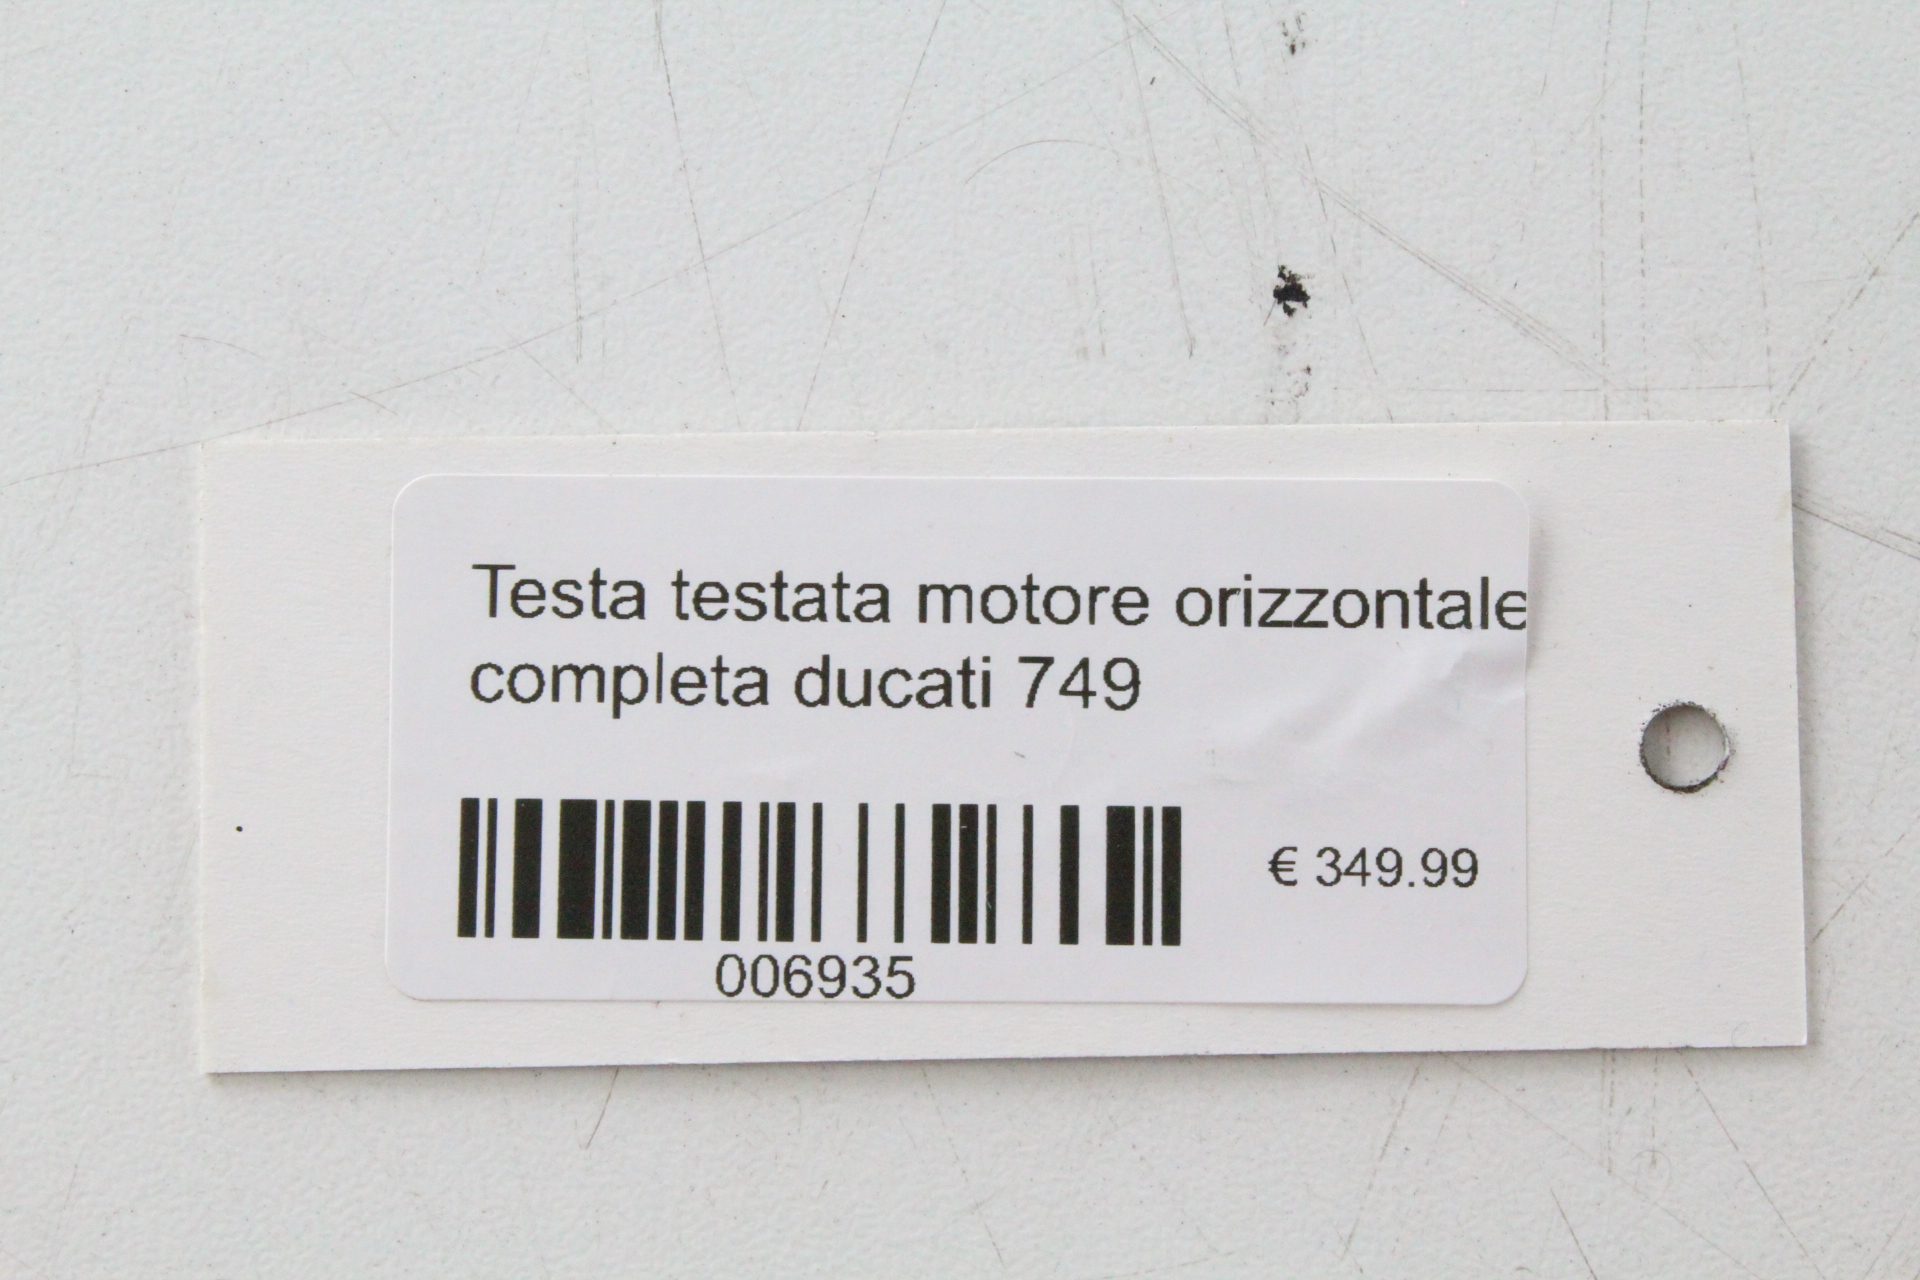 Testa testata motore orizzontale
completa ducati 749
€ 349.99
006935